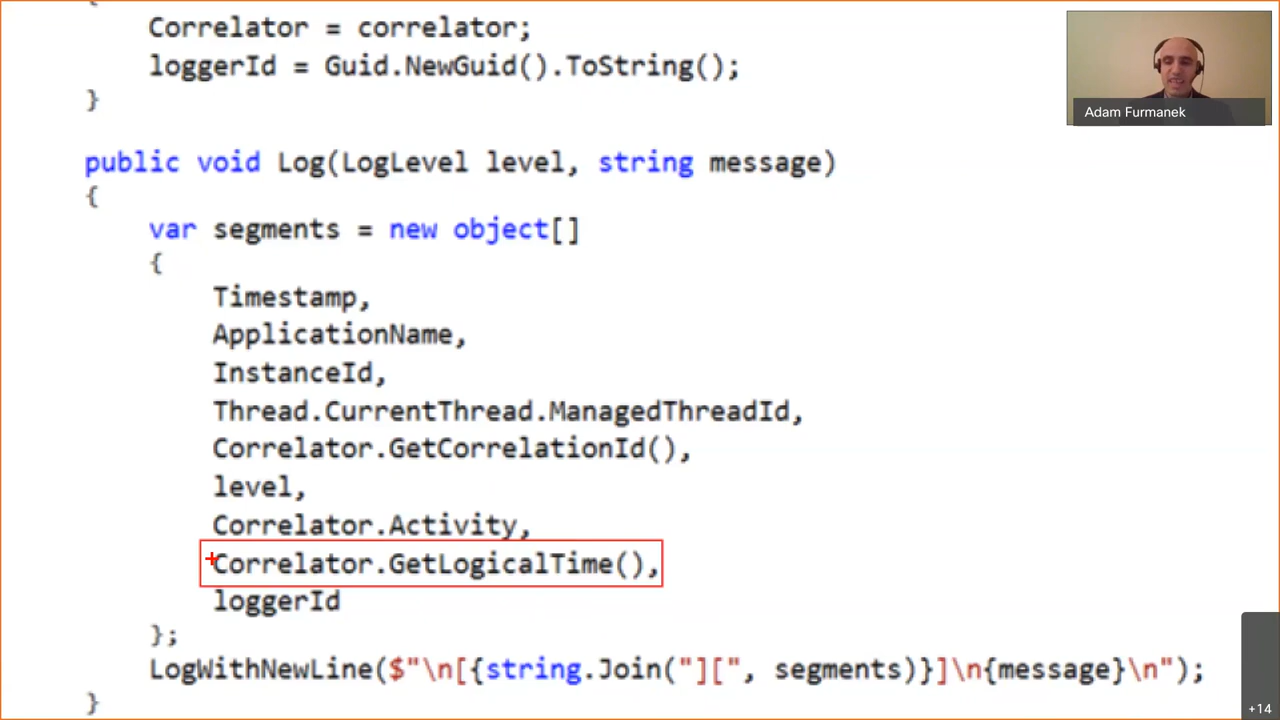 {
Correlator = correlator;
loggerId = Guid.NewGuid().ToString();
}
public void Log(LogLevel level, string message)
{
var segments = new object[]
{
Timestamp,
ApplicationName,
InstanceId,
Thread.CurrentThread.ManagedThreadId,
Correlator.GetCorrelationId(),
level,
Correlator.Activity,
Correlator.GetLogicalTime(),
loggerId
};
LogWithNewLine($"\n[{string.Join("][", segments)}]\n{message}\n");
}
Adam Furmanek
+14